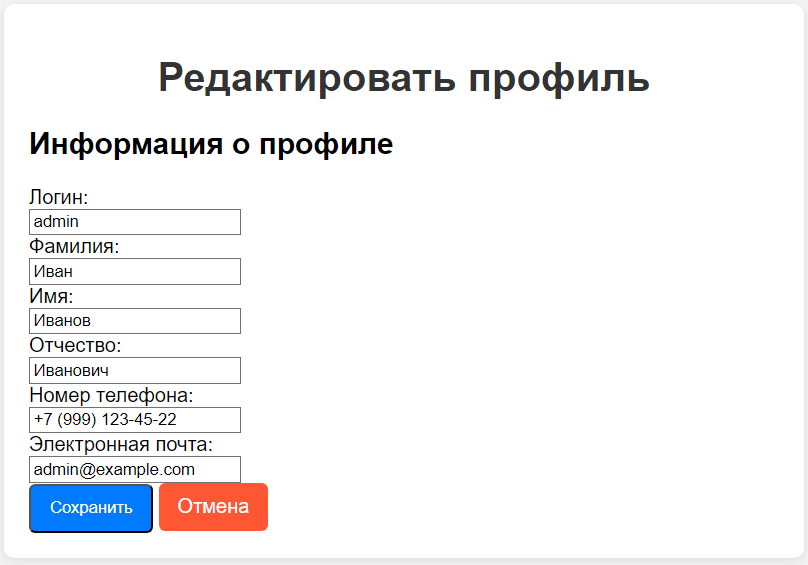 Редактировать профиль
Информация о профиле
Логин:
admin
Фамилия:
Иван
Имя:
Иванов
Отчество:
Иванович
Номер телефона:
+7 (999) 123-45-22
Электронная почта:
admin@example.com
Сохранить Отмена